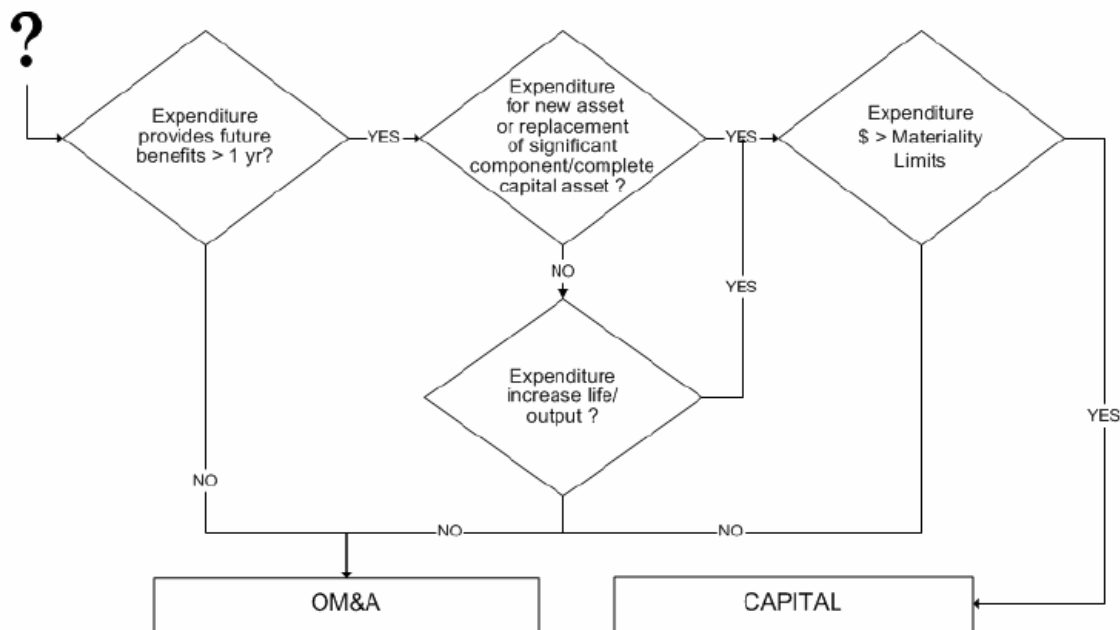 ?
Expenditure
provides future
benefits > 1 yr?
YES
Expenditure
for new asset
or replacement
of significant
component/complete
capital asset ?
YES
Expenditure
$ > Materiality
Limits
NO
YES
Expenditure
increase life/
output ?
YES
NO
NO
NO
OM&A
CAPITAL